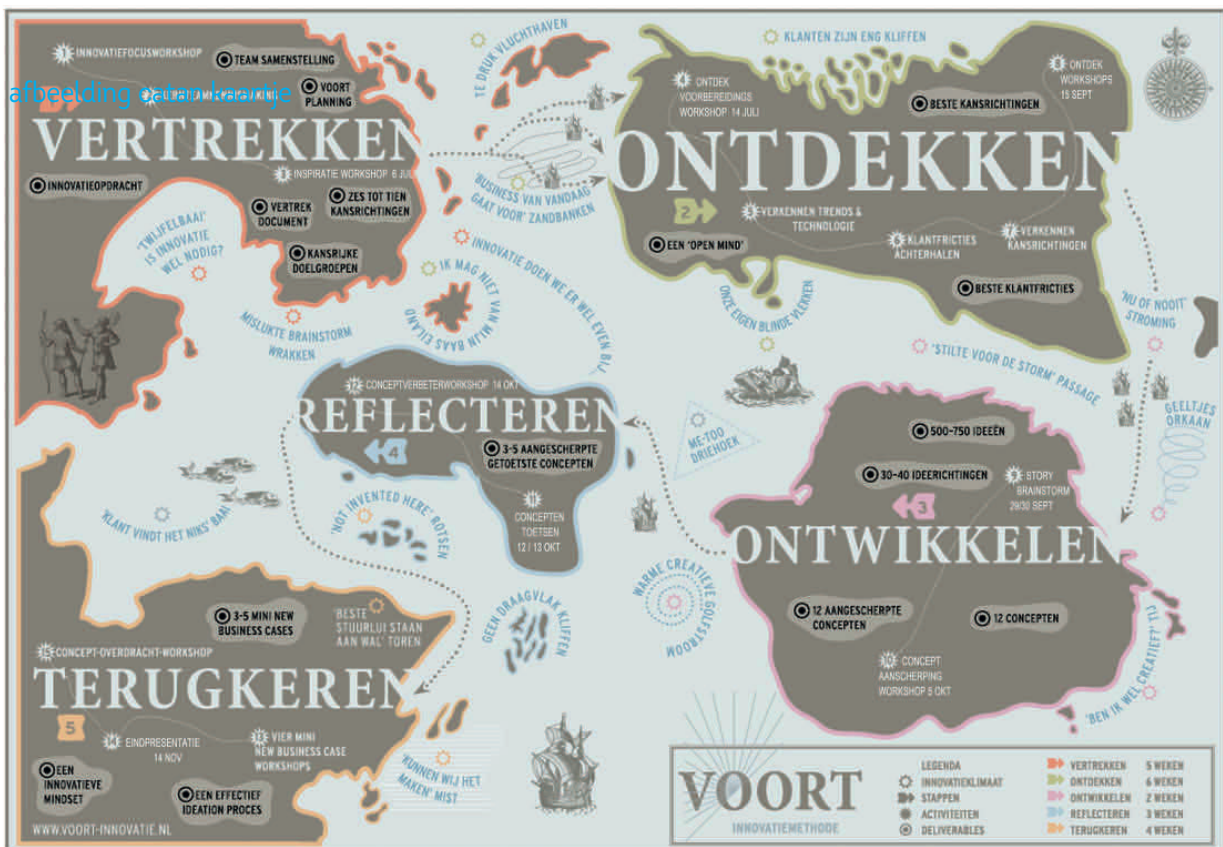 1 INNOVATIEFOCUSWORKSHOP
TEAM SAMENSTELLING
VOORT
PLANNING
afbeelding pater kaartje
VERTREKKEN
3 INSPIRATIE WORKSHOP 6 JULI
INNOVATIEOPDRACHT
VERTREK
DOCUMENT
ZES TOT TIEN
KANSRICHTINGEN
KANSRIJKE
DOELGROEPEN
'TWIJFELBAAI'
IS INNOVATIE
WEL NODIG?
MISLUKTE BRAINSTORM
WRAKKEN
TE DRUK VLUCHTHAVEN
'BUSINESS VAN VANDAAG
GAAT VOOR' ZANDBANKEN
INNOVATIE DOEN WE ER WEL EVEN BIJ.
IK MAG NIET VAN MIJN BAAS EILAND
KLANTEN ZIJN ENG KLIFFEN
4 ONTDEK
VOORBEREIDINGS
WORKSHOP 14 JULI
8 ONTDEK
WORKSHOPS
15 SEPT
BESTE KANSRICHTINGEN
ONTDEKKEN
2
5 VERKENNEN TRENDS &
TECHNOLOGIE
EEN 'OPEN MIND'
6 KLANTFRICTIES
ACHTERHALEN
7 VERKENNEN
KANSRICHTINGEN
BESTE KLANTFRICTIES
ONZE EIGEN BLINDE VLEKKEN
'NU OF NOOIT'
STROMING
'STILTE VOOR DE STORM' PASSAGE
GEELTJES
ORKAAN
12 CONCEPTVERBETERWORKSHOP 14 OKT
REFLECTEREN
4
3-5 AANGESCHERPTE
GETOETSTE CONCEPTEN
11
CONCEPTEN
TOETSEN
12 / 13 OKT
ME-TOO
DRIEHOEK
'NOT INVENTED HERE' ROTSEN
'KLANT VINDT HET NIKS' BAAI
GEEN DRAAGVLAK KLIFFEN
WARME CREATIEVE GOLFSTROOM
500-750 IDEEËN
30-40 IDEERICHTINGEN
3
9 STORY
BRAINSTORM
29/30 SEPT
ONTWIKKELEN
12 AANGESCHERPTE
CONCEPTEN
12 CONCEPTEN
10 CONCEPT
AANSCHERPING
WORKSHOP 5 OKT
'BEN IK WEL CREATIEF?' TIJ
3-5 MINI NEW
BUSINESS CASES
'BESTE
STUURLUI STAAN
AAN WAL' TOREN
15 CONCEPT-OVERDRACHT-WORKSHOP
TERUGKEREN
5
14 EINDPRESENTATIE
14 NOV
13 VIER MINI
NEW BUSINESS CASE
WORKSHOPS
EEN
INNOVATIEVE
MINDSET
EEN EFFECTIEF
IDEATION PROCES
'KUNNEN WIJ HET
MAKEN' MIST
WWW.VOORT-INNOVATIE.NL
VOORT
INNOVATIEMETHODE
LEGENDA
INNOVATIEKLIMAAT
STAPPEN
ACTIVITEITEN
DELIVERABLES
VERTREKKEN 5 WEKEN
ONTDEKKEN 6 WEKEN
ONTWIKKELEN 2 WEKEN
REFLECTEREN 3 WEKEN
TERUGKEREN 4 WEKEN